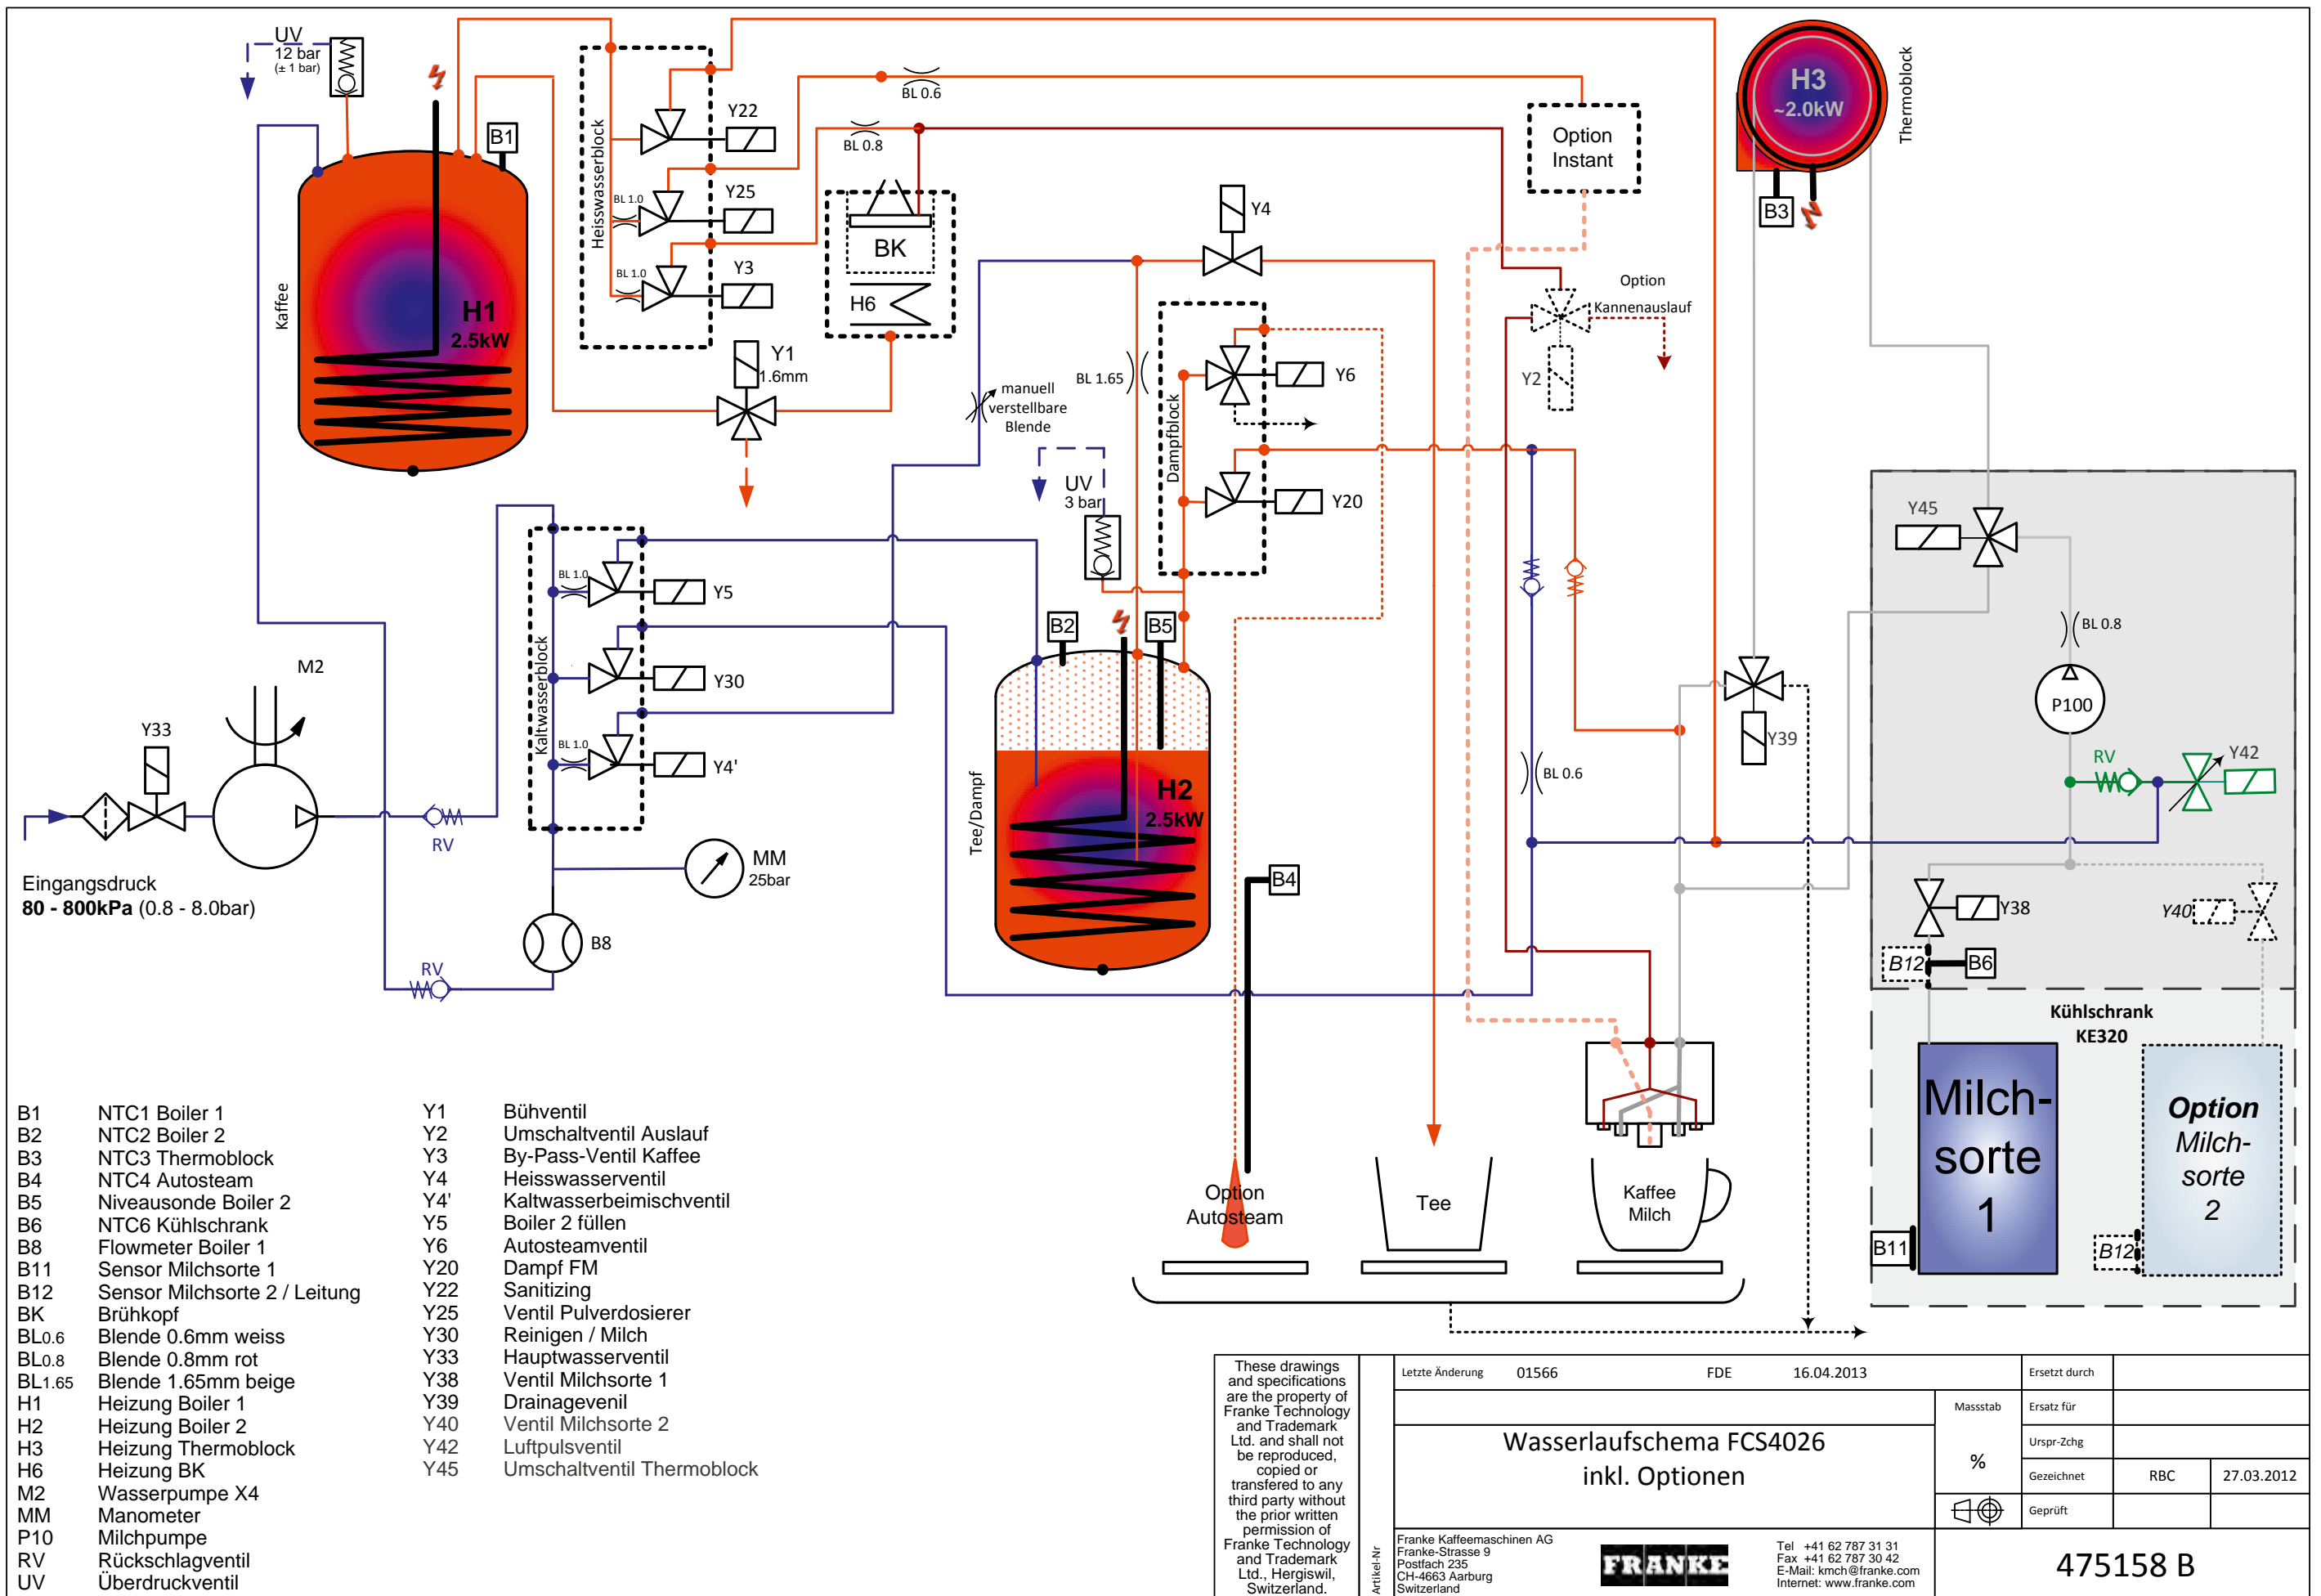 UV
12 bar
(± 1 bar)
B1
Kaffee
H1
2.5kW
Heisswasserblock
Y22
BL 1.0
Y25
BL 1.0
Y3
BL 0.6
BL 0.8
BK
H6
Y1
1.6mm
Y4
Option
Instant
H3
~2.0kW
Thermoblock
B3
Option
Kannenauslauf
Y2
manuell
verstellbare
Blende
BL 1.65
Dampfblock
Y6
Y20
UV
3 bar
Y45
BL 0.8
P100
RV
Y42
Y39
Y38
Y40
B12
B6
Kühlschrank
KE320
Milch-
sorte
1
Option
Milch-
sorte
2
B11
B12
M2
Y33
RV
Eingangsdruck
80 - 800kPa (0.8 - 8.0bar)
Kaltwasserblock
BL 1.0
Y5
Y30
BL 1.0
Y4'
MM
25bar
B8
RV
B2
B5
Tee/Dampf
H2
2.5kW
BL 0.6
B4
Option
Autosteam
Tee
Kaffee
Milch
B1 NTC1 Boiler 1
B2 NTC2 Boiler 2
B3 NTC3 Thermoblock
B4 NTC4 Autosteam
B5 Niveausonde Boiler 2
B6 NTC6 Kühlschrank
B8 Flowmeter Boiler 1
B11 Sensor Milchsorte 1
B12 Sensor Milchsorte 2 / Leitung
BK Brühkopf
BL0.6 Blende 0.6mm weiss
BL0.8 Blende 0.8mm rot
BL1.65 Blende 1.65mm beige
H1 Heizung Boiler 1
H2 Heizung Boiler 2
H3 Heizung Thermoblock
H6 Heizung BK
M2 Wasserpumpe X4
MM Manometer
P10 Milchpumpe
RV Rückschlagventil
UV Überdruckventil
Y1 Bühventil
Y2 Umschaltventil Auslauf
Y3 By-Pass-Ventil Kaffee
Y4 Heisswasserventil
Y4' Kaltwasserbeimischventil
Y5 Boiler 2 füllen
Y6 Autosteamventil
Y20 Dampf FM
Y22 Sanitizing
Y25 Ventil Pulverdosierer
Y30 Reinigen / Milch
Y33 Hauptwasserventil
Y38 Ventil Milchsorte 1
Y39 Drainagevenil
Y40 Ventil Milchsorte 2
Y42 Luftpulsventil
Y45 Umschaltventil Thermoblock
These drawings
and specifications
are the property of
Franke Technology
and Trademark
Ltd. and shall not
be reproduced,
copied or
transfered to any
third party without
the prior written
permission of
Franke Technology
and Trademark
Ltd., Hergiswil,
Switzerland.
Artikel-Nr
Letzte Änderung 01566 FDE 16.04.2013
Wasserlaufschema FCS4026
inkl. Optionen
Massstab
%
Ersetzt durch
Ersatz für
Urspr-Zchg
Gezeichnet RBC 27.03.2012
Geprüft
Franke Kaffeemaschinen AG
Franke-Strasse 9
Postfach 235
CH-4663 Aarburg
Switzerland
FRANKE
Tel +41 62 787 31 31
Fax +41 62 787 30 42
E-Mail: kmch@franke.com
Internet: www.franke.com
475158 B